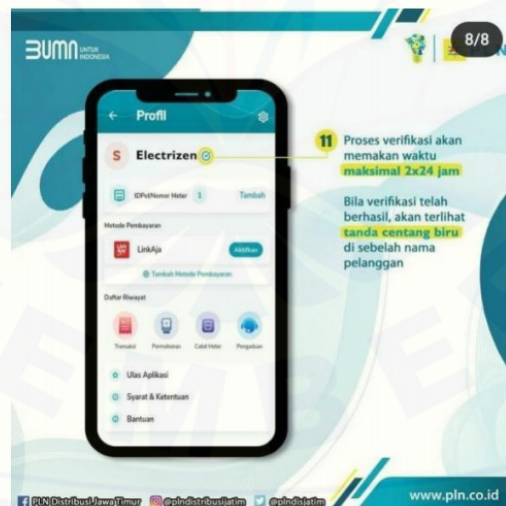 BUMN UNTUK
INDONESIA
8/8
Profil
S Electrizen
IDPel/Nomor Meter 1 Tambah
Metode Pembayaran
LinkAja Aktifkan
Tambah Metode Pembayaran
Daftar Riwayat
Transaksi Permohonan Catat Meter Pengaduan
Ulas Aplikasi
Syarat & Ketentuan
Bantuan
11 Proses verifikasi akan
memakan waktu
maksimal 2x24 jam
Bila verifikasi telah
berhasil, akan terlihat
tanda centang biru
di sebelah nama
pelanggan
PLN Distribusi Jawa Timur @plndistribusijatim @plndisjatim
www.pln.co.id